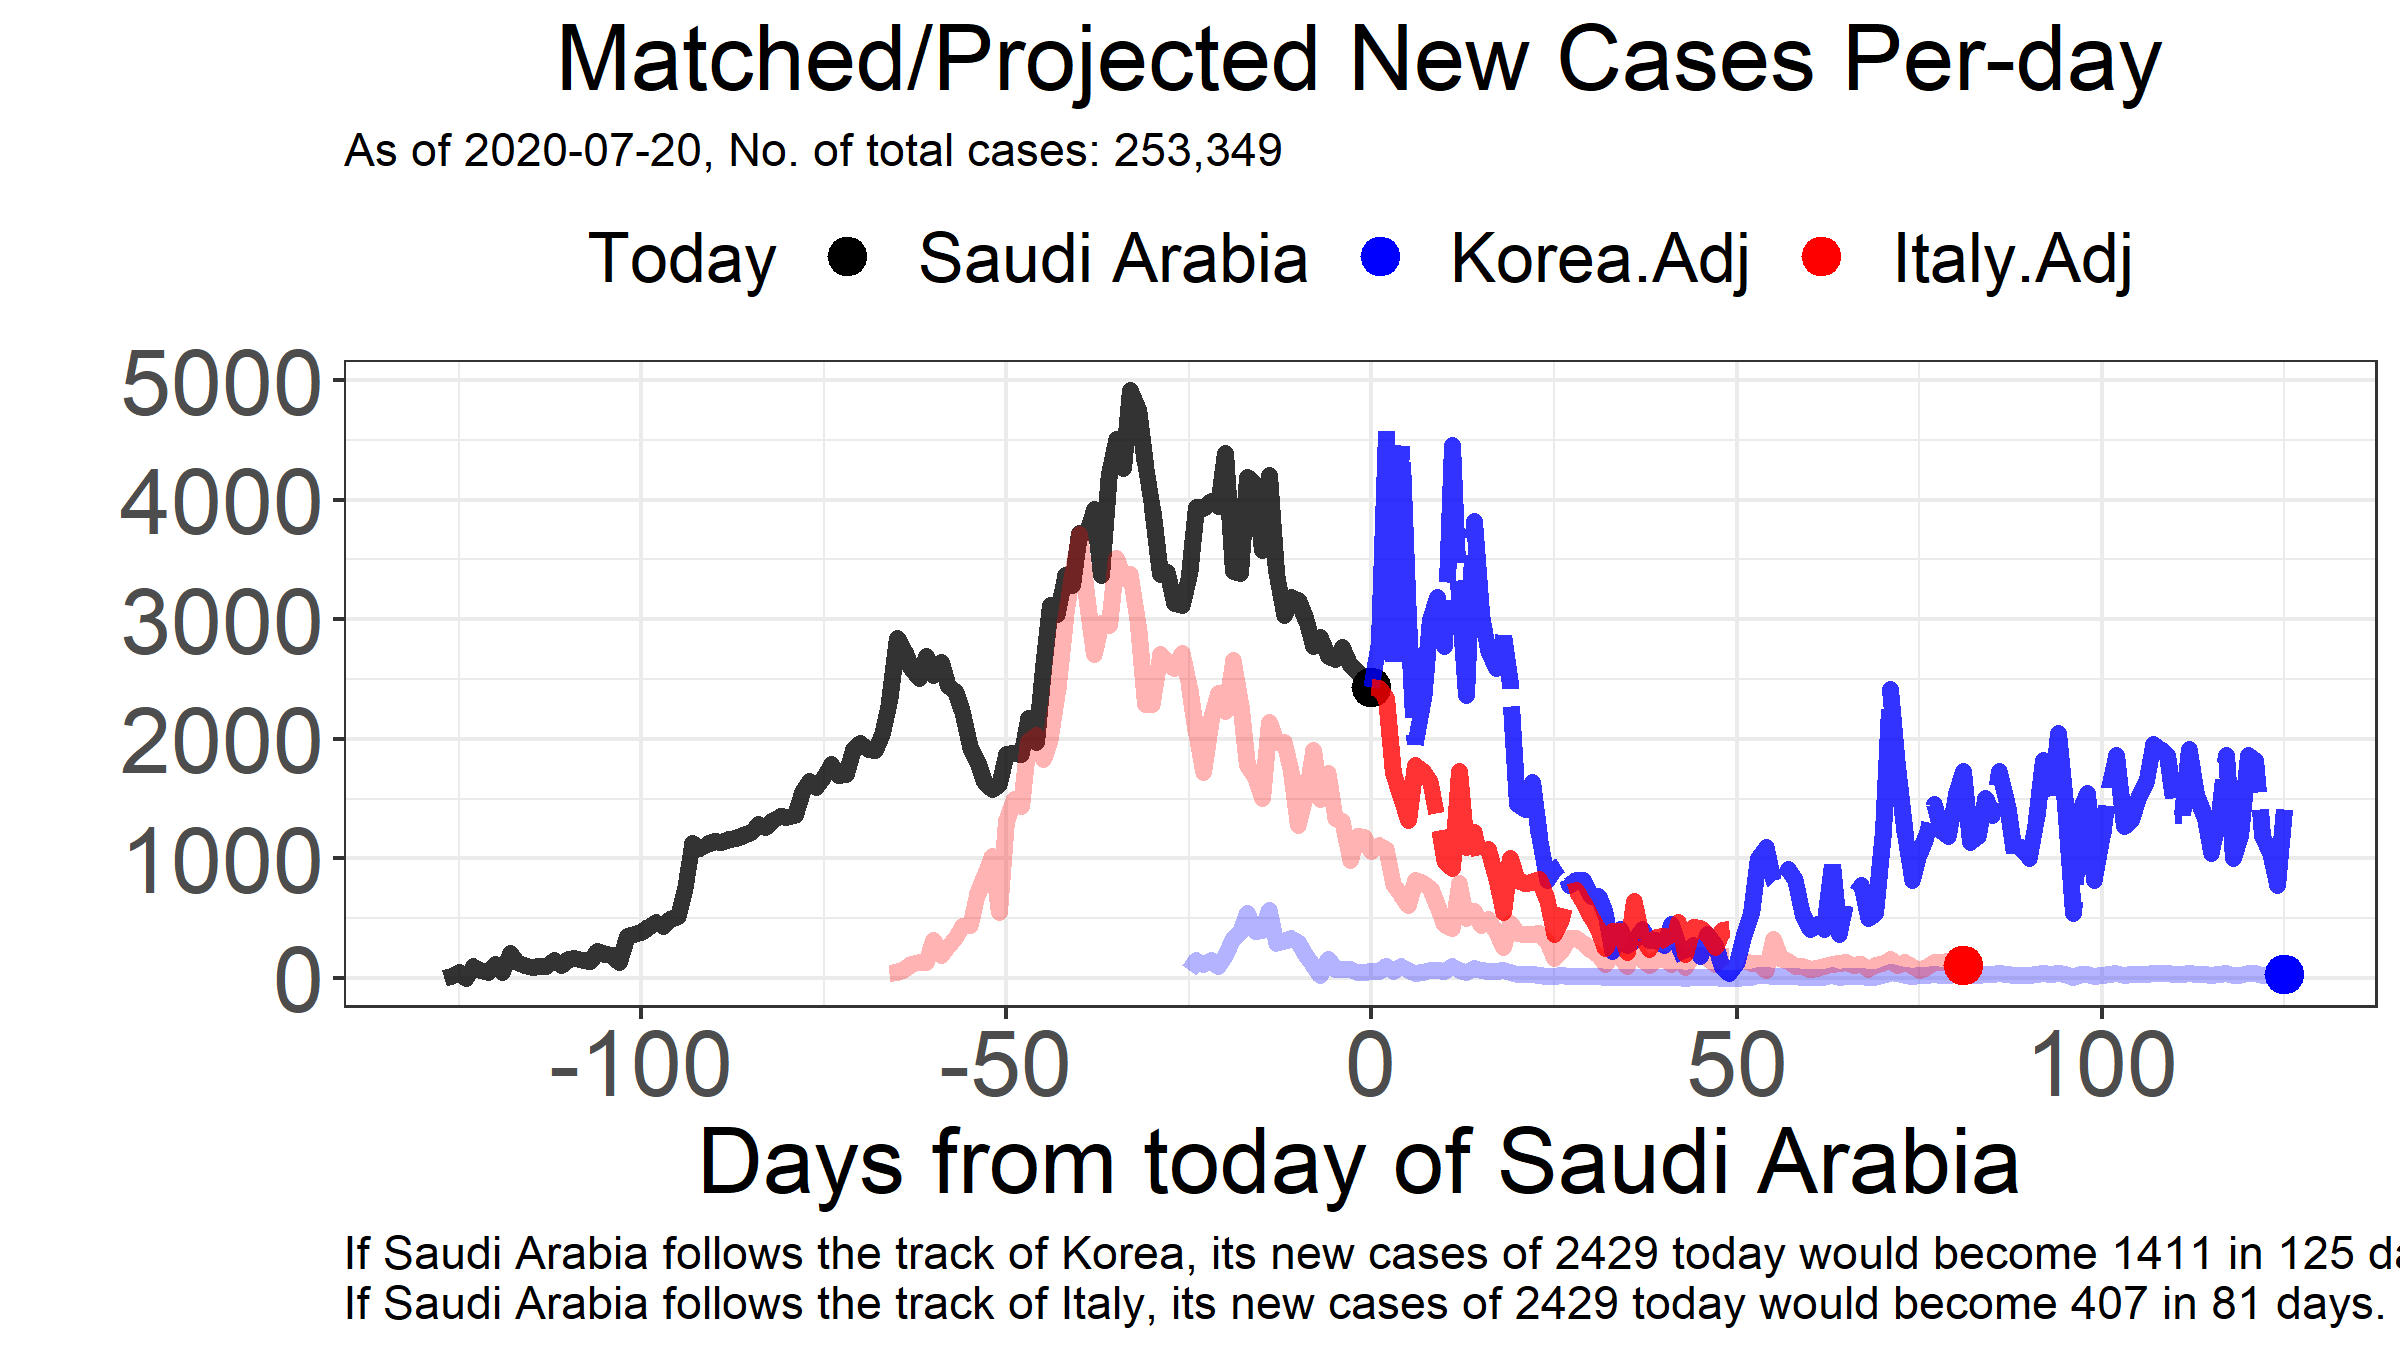 Matched/Projected New Cases Per-day
As of 2020-07-20, No. of total cases: 253,349
Today Saudi Arabia Korea.Adj Italy.Adj
5000
4000
3000
2000
1000
0
-100 -50 0 50 100
Days from today of Saudi Arabia
If Saudi Arabia follows the track of Korea, its new cases of 2429 today would become 1411 in 125 da
If Saudi Arabia follows the track of Italy, its new cases of 2429 today would become 407 in 81 days.